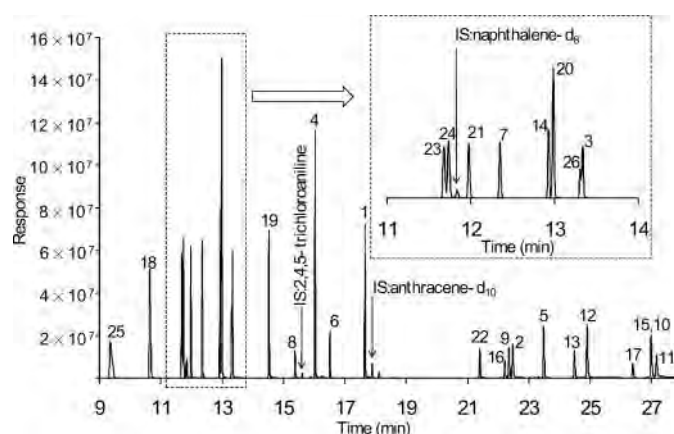 16 × 10⁷
14 × 10⁷
12 × 10⁷
10 × 10⁷
8 × 10⁷
6 × 10⁷
4 × 10⁷
2 × 10⁷
Response
9 11 13 15 17 19 21 23 25 27
Time (min)
25
18
19
8
IS:2,4,5- trichloroaniline
4
6
1
IS:anthracene- d₁₀
22
16
9
2
5
13
12
17
15,10
11
IS:naphthalene- d₈
23
24
21
7
14
20
26
3
11 12 13 14
Time (min)